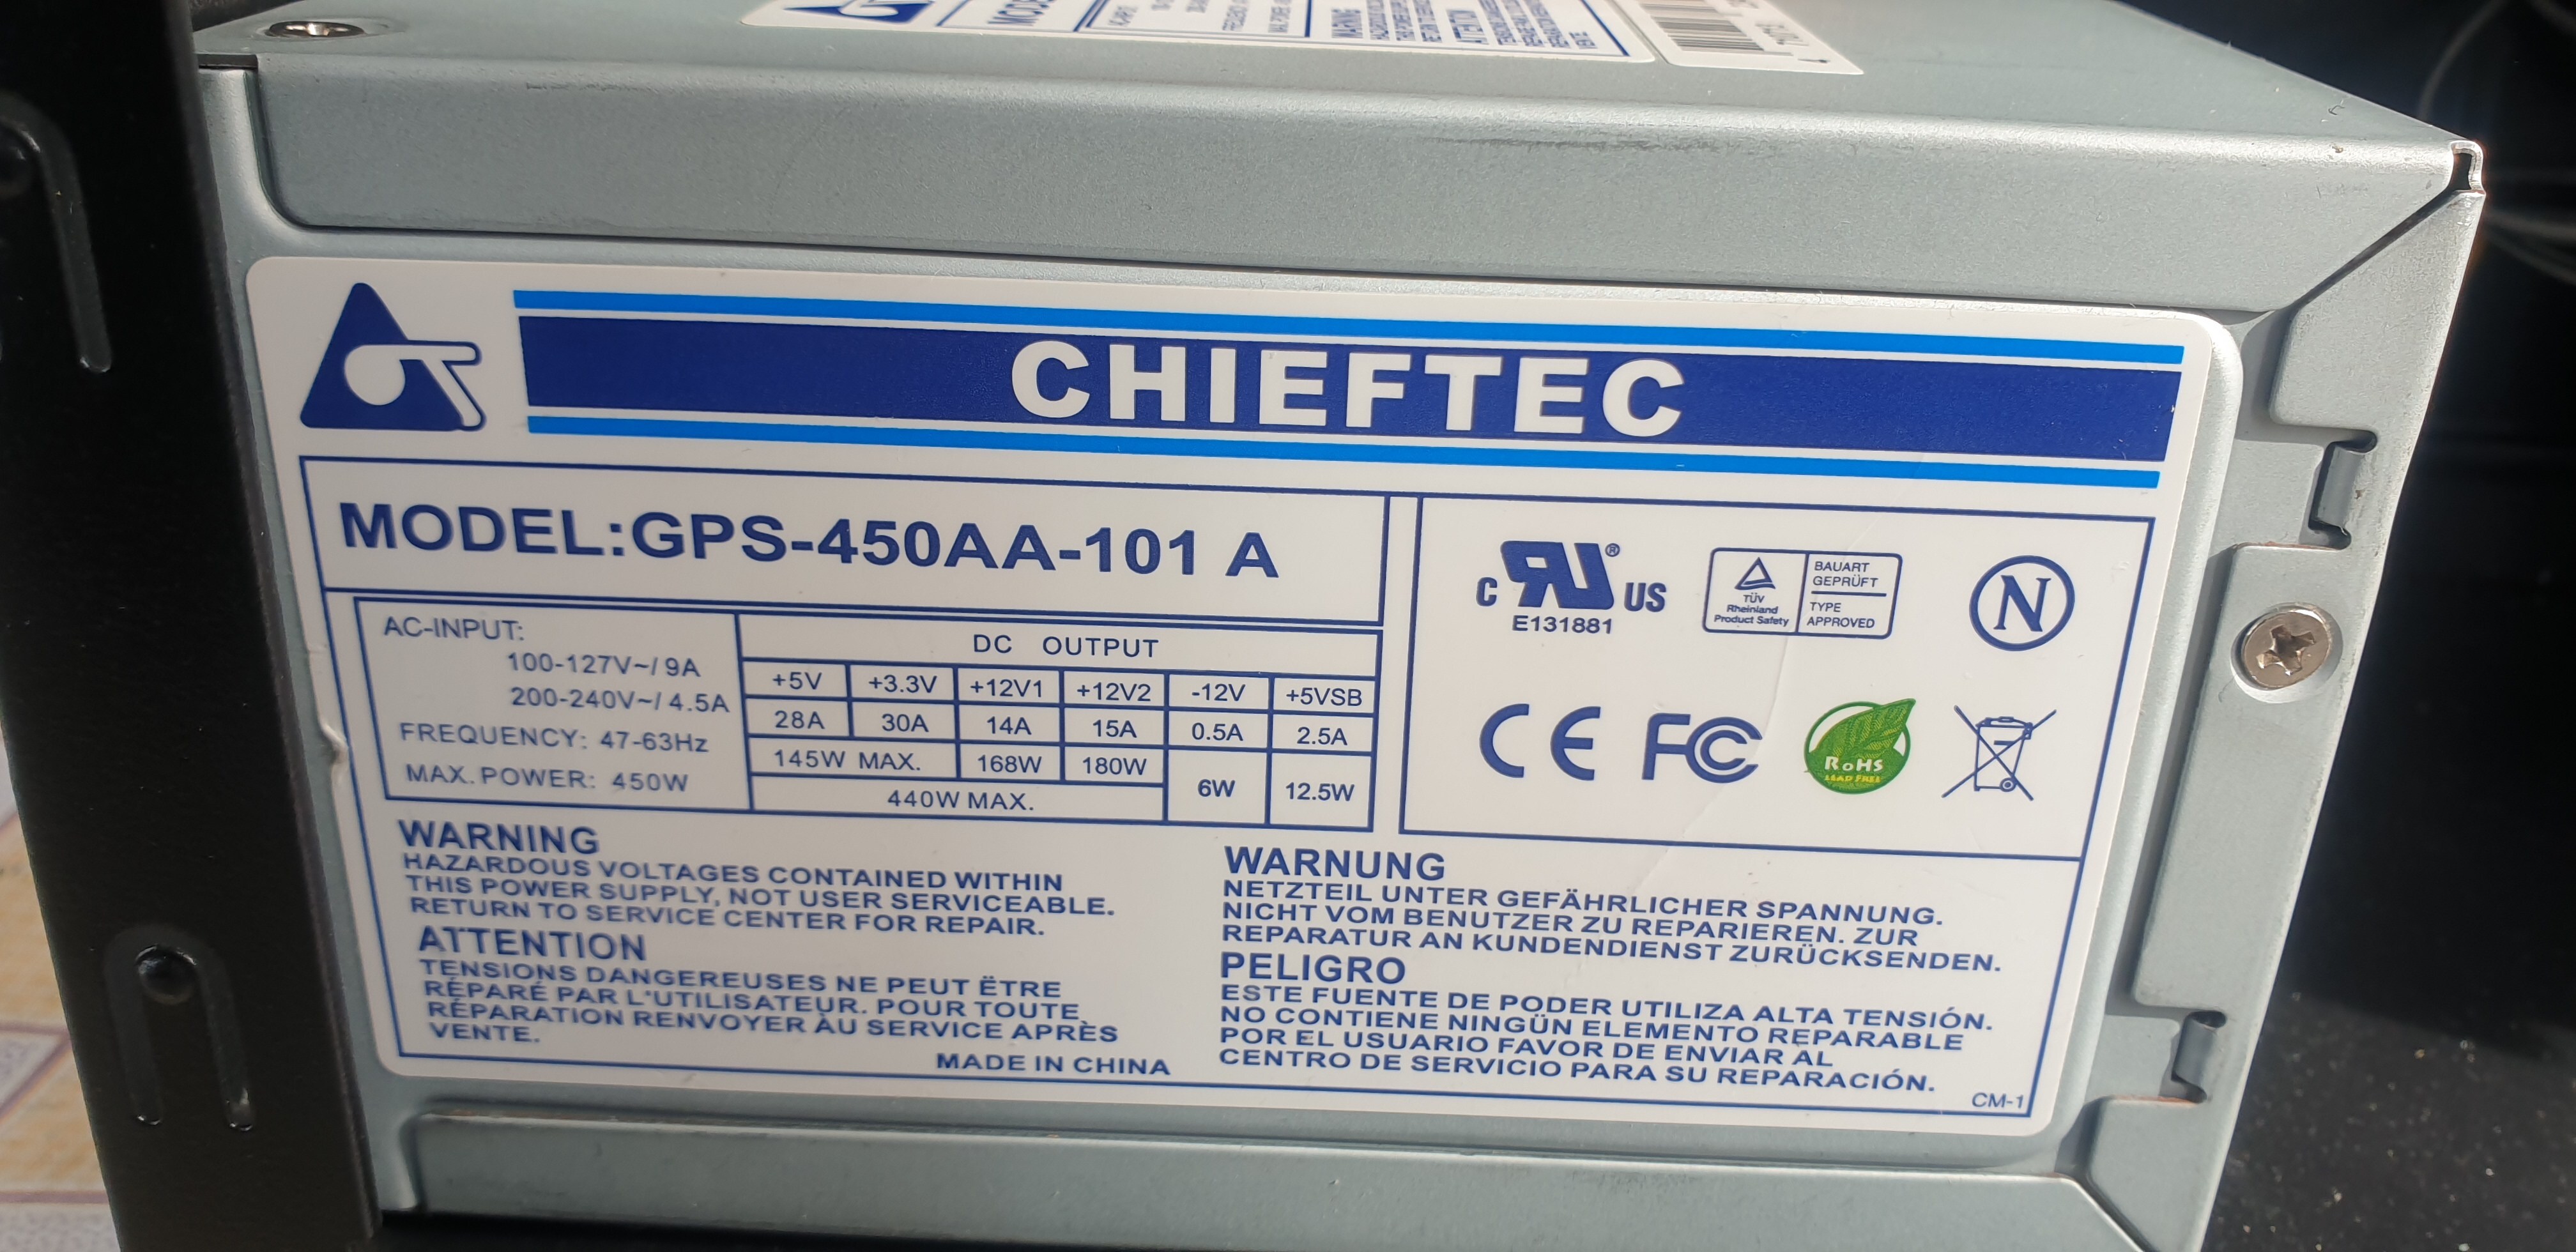 CHIEFTEC
MODEL:GPS-450AA-101 A
AC-INPUT:
100-127V~/ 9A
200-240V~/ 4.5A
FREQUENCY: 47-63Hz
MAX. POWER: 450W
DC OUTPUT
+5V +3.3V +12V1 +12V2 -12V +5VSB
28A 30A 14A 15A 0.5A 2.5A
145W MAX. 168W 180W 6W 12.5W
440W MAX.
C RU ® US
E131881
TÜV
Rheinland
Product Safety
BAUART
GEPRÜFT
TYPE
APPROVED
N
CE FC
RoHS
LEAD FREE
WARNING
HAZARDOUS VOLTAGES CONTAINED WITHIN
THIS POWER SUPPLY, NOT USER SERVICEABLE.
RETURN TO SERVICE CENTER FOR REPAIR.
ATTENTION
TENSIONS DANGEREUSES NE PEUT ËTRE
RÉPARÉ PAR L'UTILISATEUR. POUR TOUTE
RÉPARATION RENVOYER ÀU SERVICE APRÈS
VENTE.
MADE IN CHINA
WARNUNG
NETZTEIL UNTER GEFÄHRLICHER SPANNUNG.
NICHT VOM BENUTZER ZU REPARIEREN. ZUR
REPARATUR AN KUNDENDIENST ZURÜCKSENDEN.
PELIGRO
ESTE FUENTE DE PODER UTILIZA ALTA TENSIÓN.
NO CONTIENE NINGÜN ELEMENTO REPARABLE
POR EL USUARIO FAVOR DE ENVIAR AL
CENTRO DE SERVICIO PARA SU REPARACIÓN.
CM-1